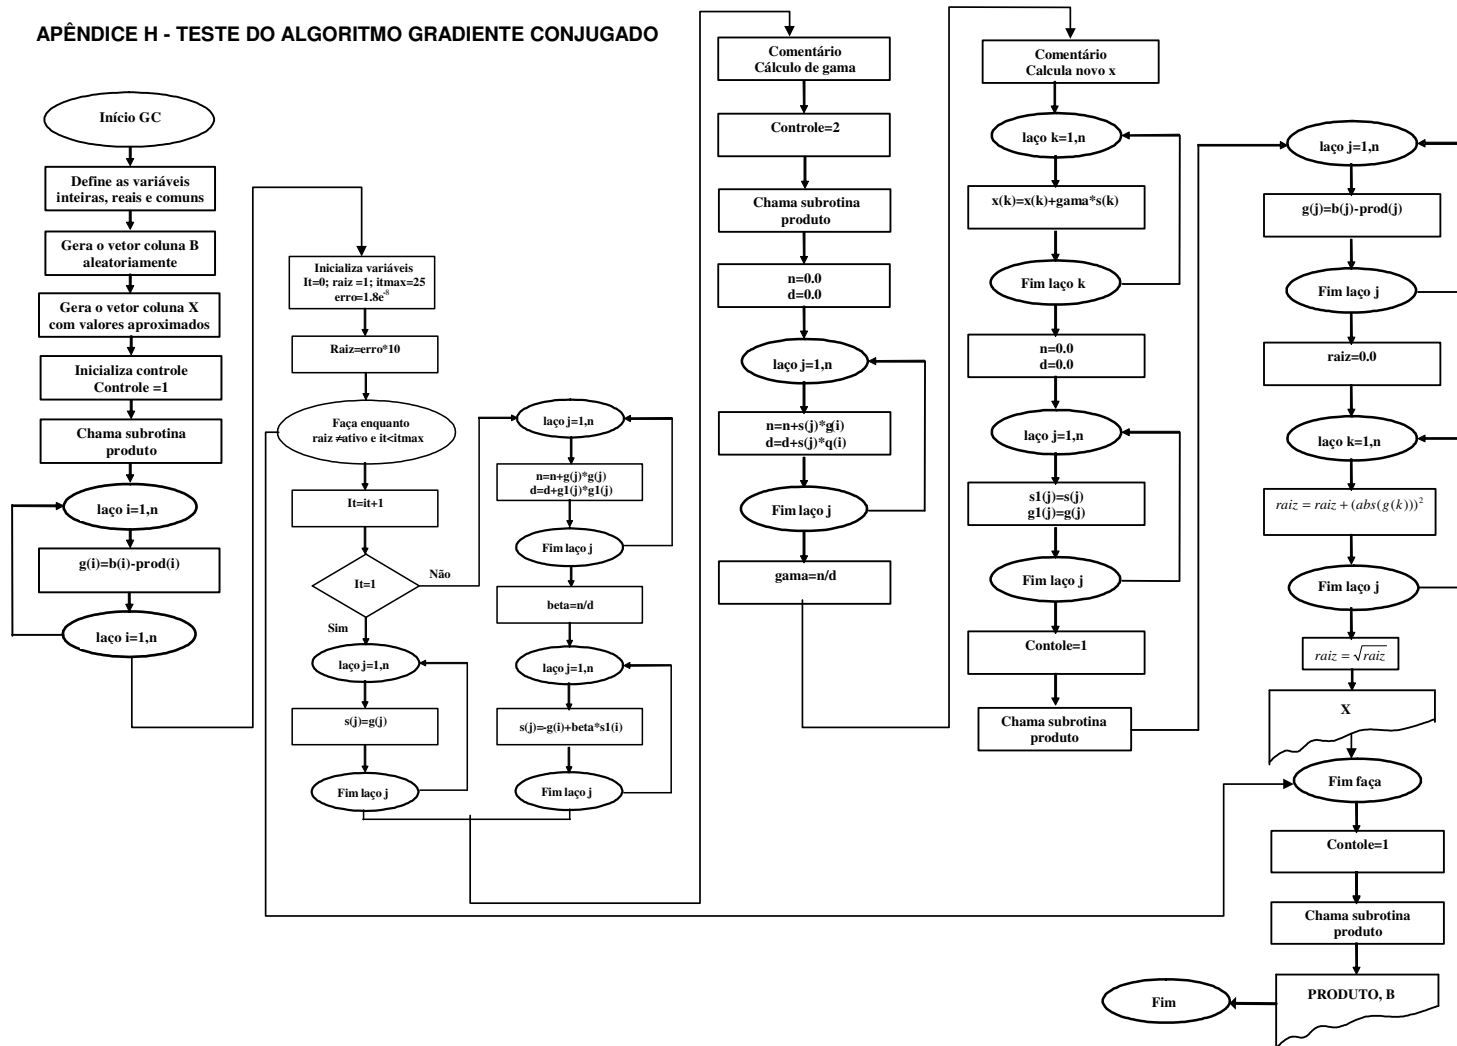 APÊNDICE H - TESTE DO ALGORITMO GRADIENTE CONJUGADO
Início GC
Define as variáveis
inteiras, reais e comuns
Gera o vetor coluna B
aleatoriamente
Gera o vetor coluna X
com valores aproximados
Inicializa controle
Controle =1
Chama subrotina
produto
laço i=1,n
g(i)=b(i)-prod(i)
laço i=1,n
Inicializa variáveis
It=0; raiz =1; itmax=25
erro=1.8e⁻⁸
Raiz=erro*10
Faça enquanto
raiz ≠ativo e it<itmax
It=it+1
It=1
Não
Sim
laço j=1,n
s(j)=g(j)
Fim laço j
laço j=1,n
n=n+g(j)*g(j)
d=d+g1(j)*g1(j)
Fim laço j
beta=n/d
laço j=1,n
s(j)=-g(i)+beta*s1(i)
Fim laço j
Comentário
Cálculo de gama
Controle=2
Chama subrotina
produto
n=0.0
d=0.0
laço j=1,n
n=n+s(j)*g(i)
d=d+s(j)*q(i)
Fim laço j
gama=n/d
Comentário
Calcula novo x
laço k=1,n
x(k)=x(k)+gama*s(k)
Fim laço k
n=0.0
d=0.0
laço j=1,n
s1(j)=s(j)
g1(j)=g(j)
Fim laço j
Contole=1
Chama subrotina
produto
laço j=1,n
g(j)=b(j)-prod(j)
Fim laço j
raiz=0.0
laço k=1,n
raiz = raiz + (abs(g(k)))²
Fim laço j
raiz = √raiz
X
Fim faça
Contole=1
Chama subrotina
produto
PRODUTO, B
Fim